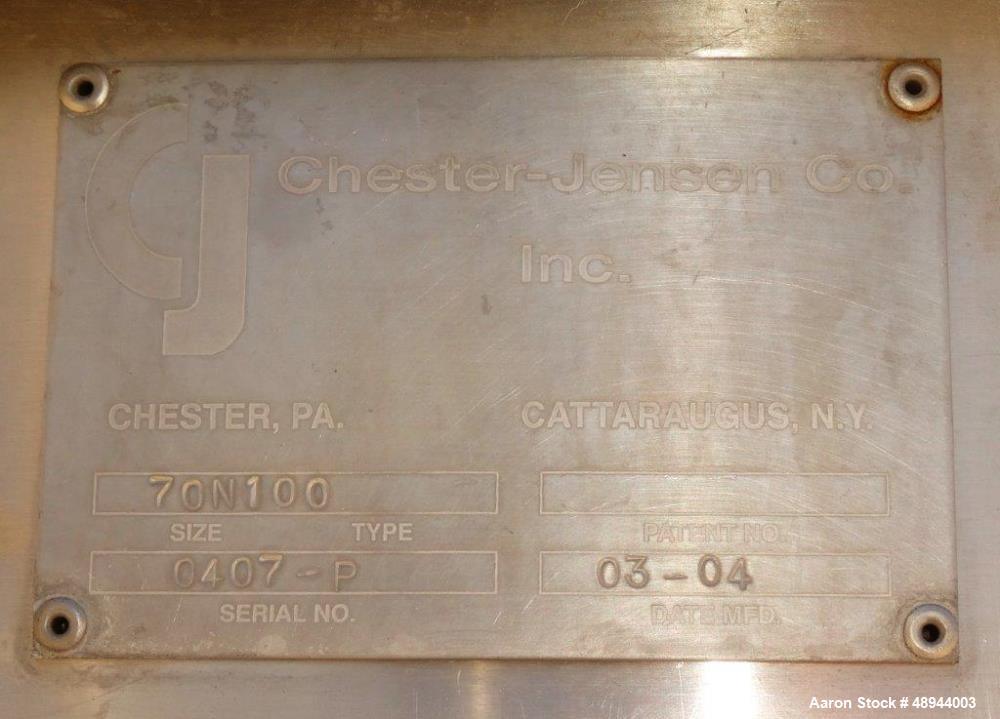 CJ
Chester-Jensen Co.
Inc.
CHESTER, PA. CATTARAUGUS, N.Y.
70N100
SIZE TYPE PATENT NO.
0407-P 03-04
SERIAL NO. DATE MFD.
Aaron Stock # 48944003